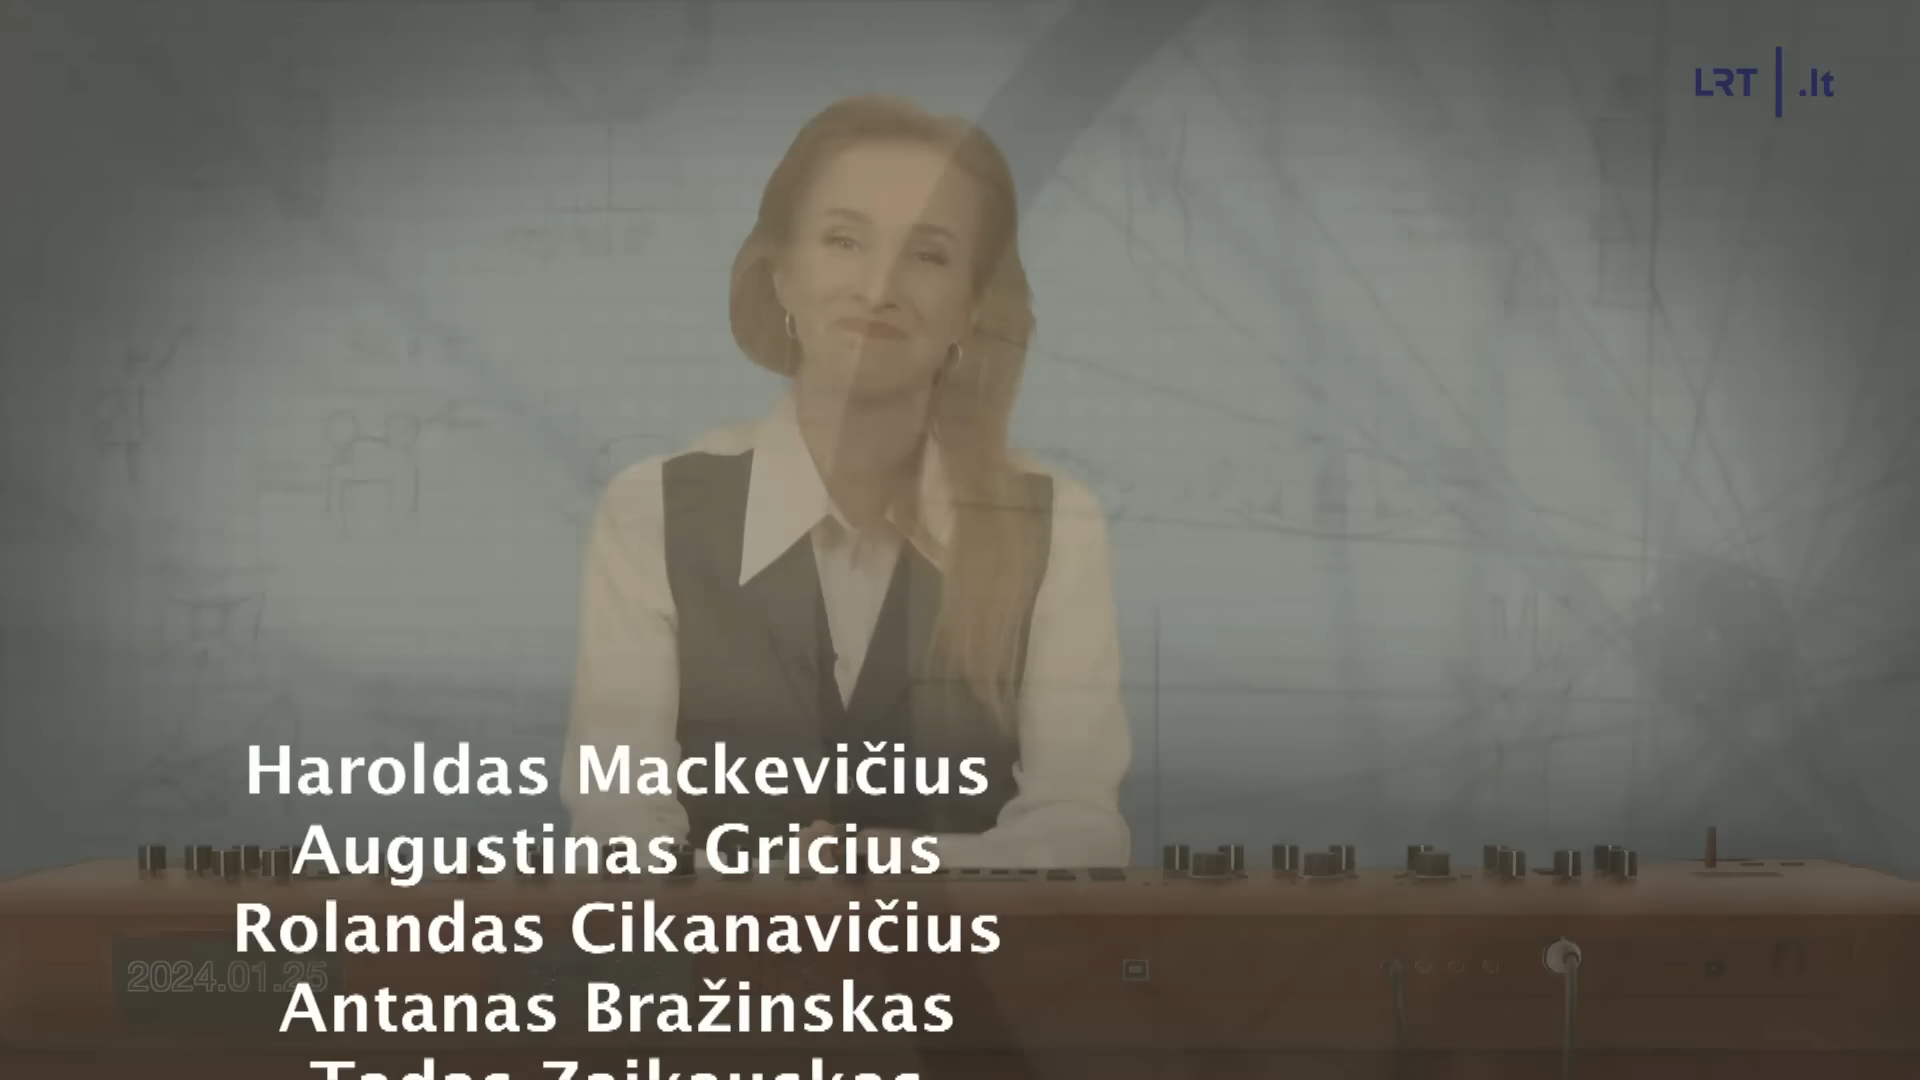 LRT | .lt
Haroldas Mackevičius
Augustinas Gricius
Rolandas Cikanavičius
2024.01.25
Antanas Bražinskas